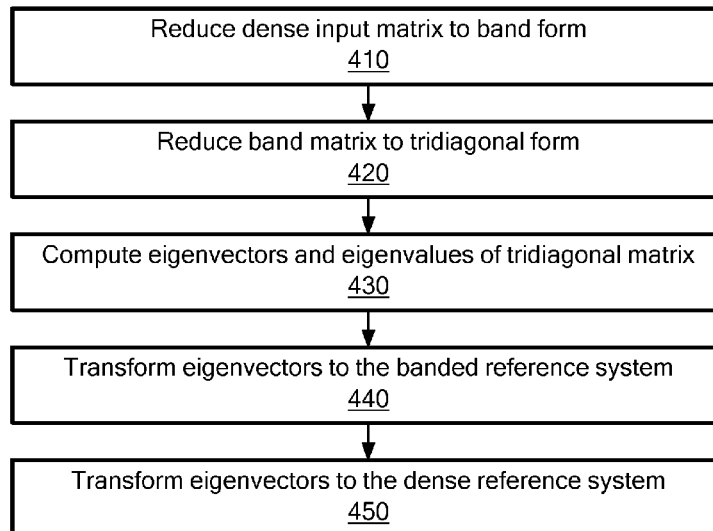 Reduce dense input matrix to band form
410
Reduce band matrix to tridiagonal form
420
Compute eigenvectors and eigenvalues of tridiagonal matrix
430
Transform eigenvectors to the banded reference system
440
Transform eigenvectors to the dense reference system
450